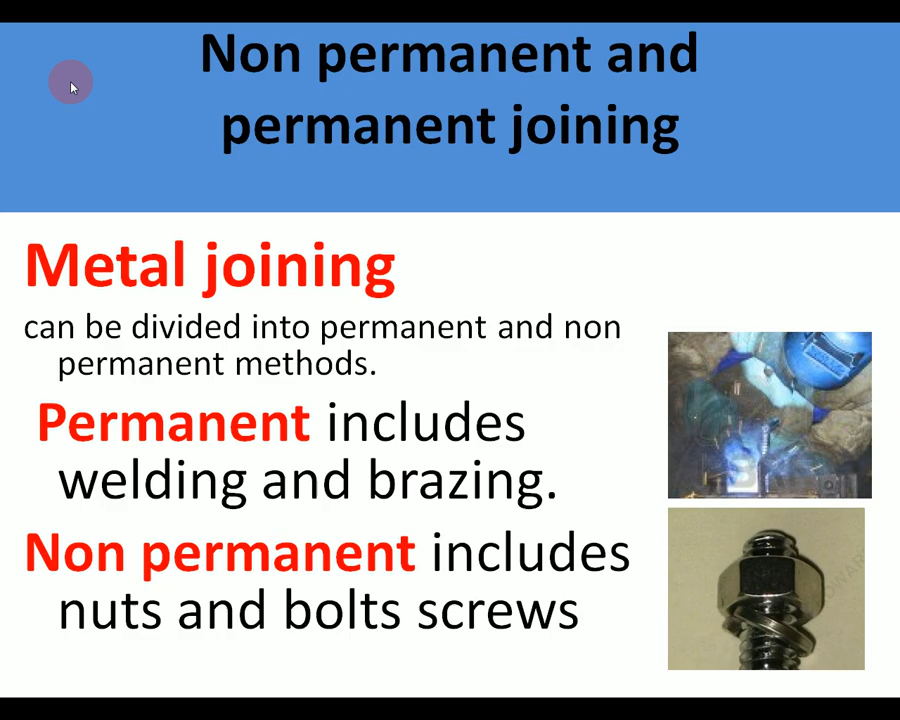 Non permanent and
permanent joining
Metal joining
can be divided into permanent and non
permanent methods.
Permanent includes
welding and brazing.
Non permanent includes
nuts and bolts screws